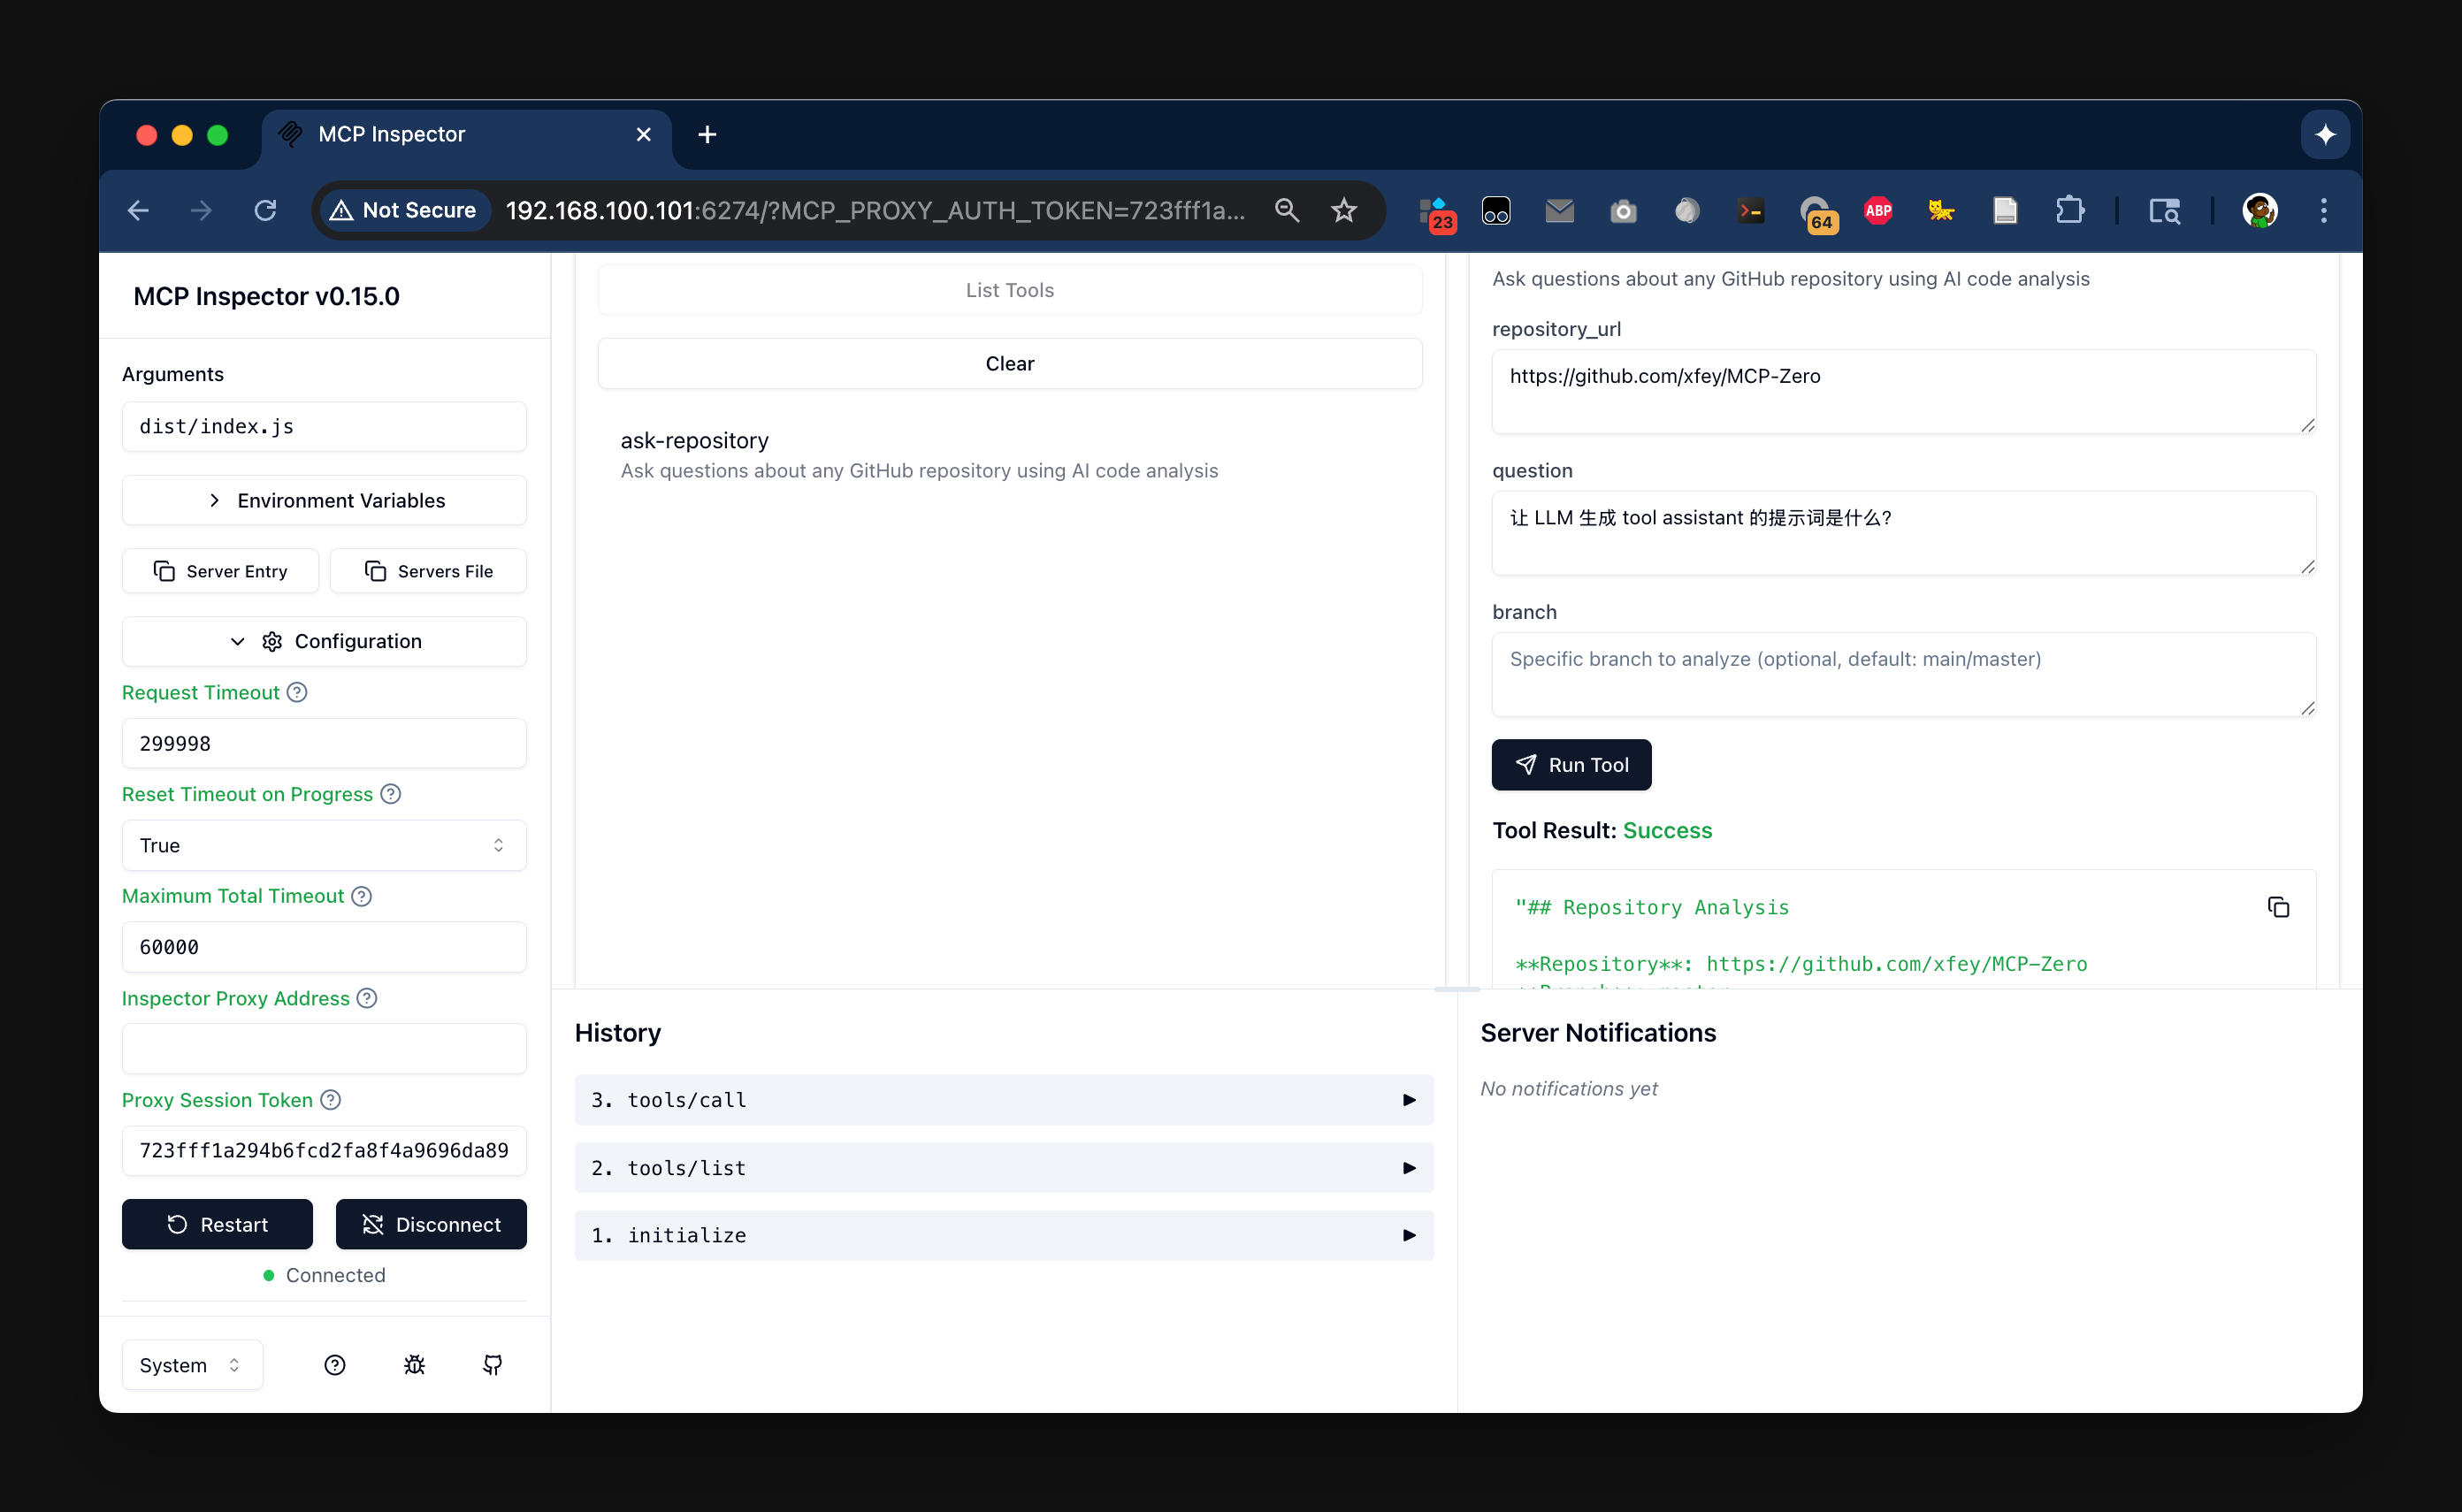 MCP Inspector
Not Secure
192.168.100.101:6274/?MCP_PROXY_AUTH_TOKEN=723fff1a...
23
64
ABP
MCP Inspector v0.15.0
Arguments
dist/index.js
Environment Variables
Server Entry
Servers File
Configuration
Request Timeout
299998
Reset Timeout on Progress
True
Maximum Total Timeout
60000
Inspector Proxy Address
Proxy Session Token
723fff1a294b6fcd2fa8f4a9696da89
Restart
Disconnect
Connected
System
List Tools
Clear
ask-repository
Ask questions about any GitHub repository using AI code analysis
Ask questions about any GitHub repository using AI code analysis
repository_url
https://github.com/xfey/MCP-Zero
question
让 LLM 生成 tool assistant 的提示词是什么?
branch
Specific branch to analyze (optional, default: main/master)
Run Tool
Tool Result: Success
"## Repository Analysis
**Repository**: https://github.com/xfey/MCP-Zero
History
3. tools/call
2. tools/list
1. initialize
Server Notifications
No notifications yet